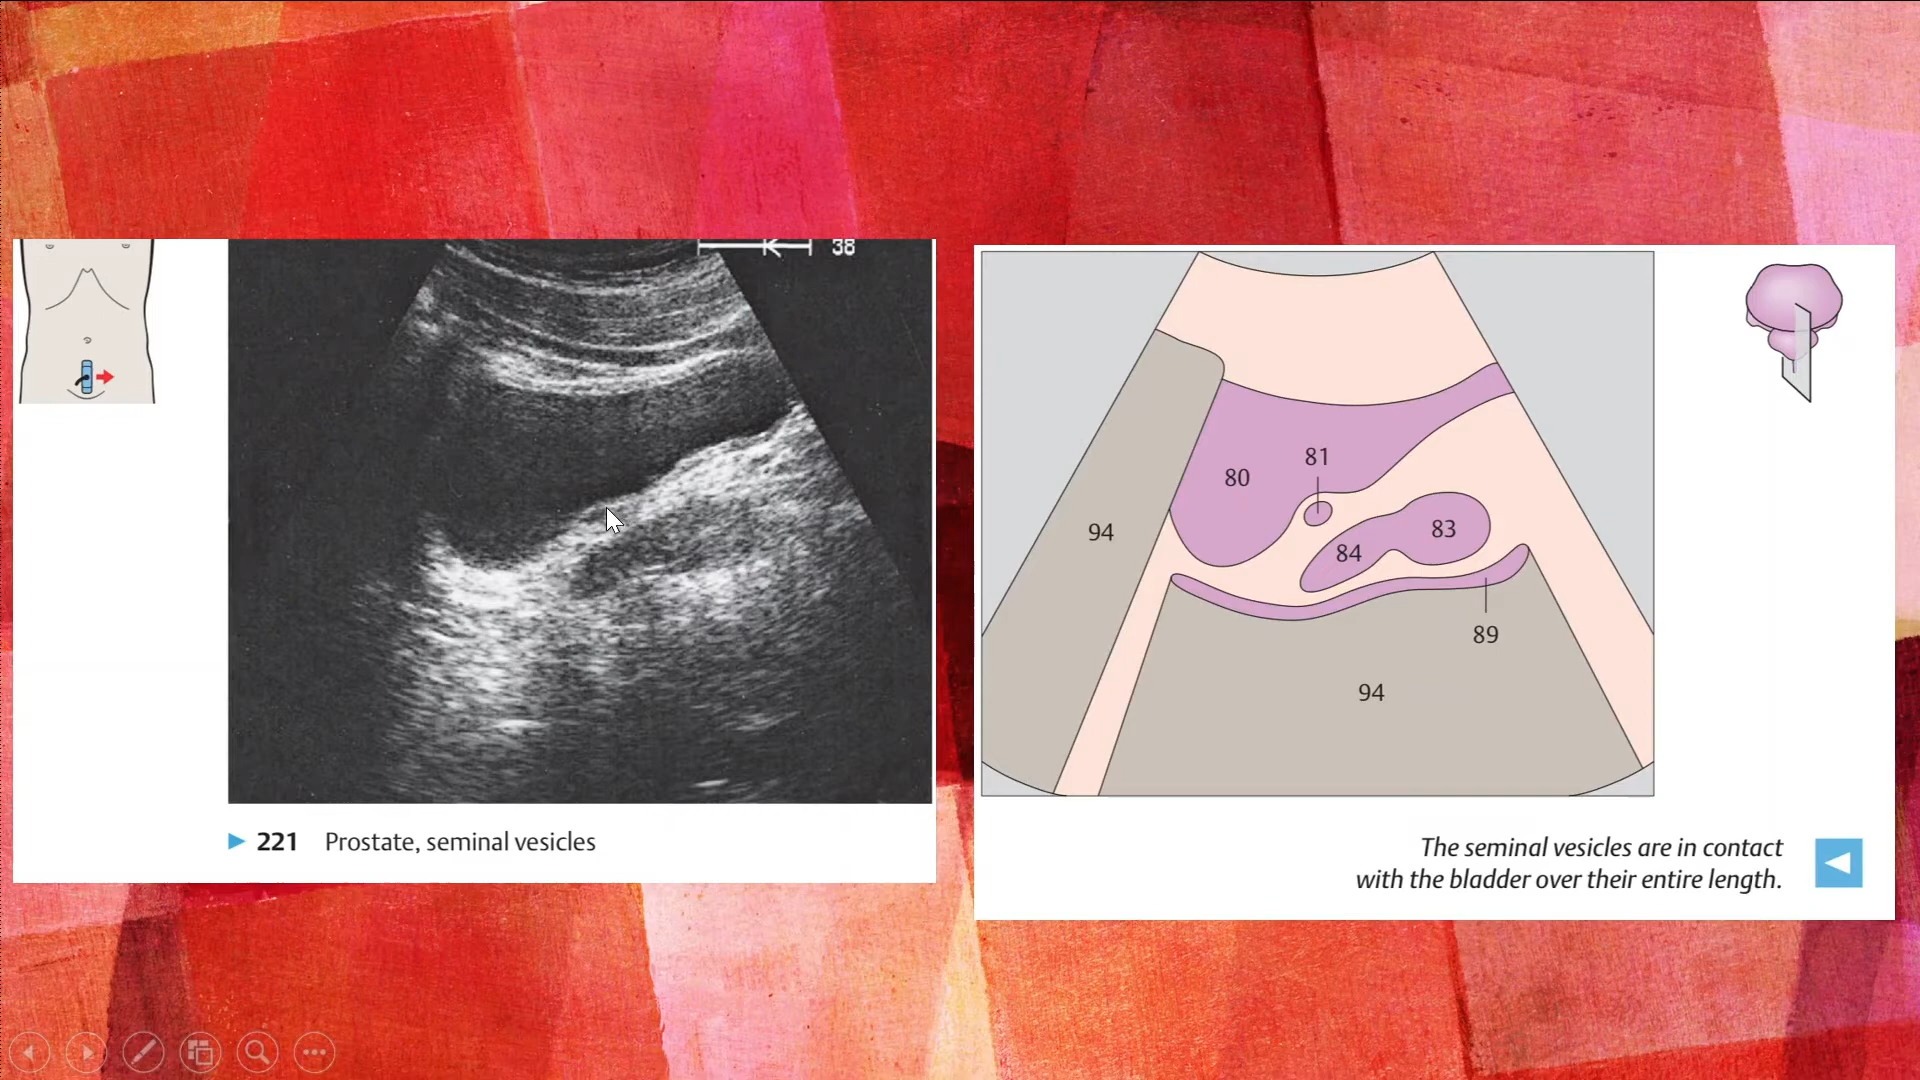 38
► 221 Prostate, seminal vesicles
80
81
94
84
83
89
94
The seminal vesicles are in contact
with the bladder over their entire length.